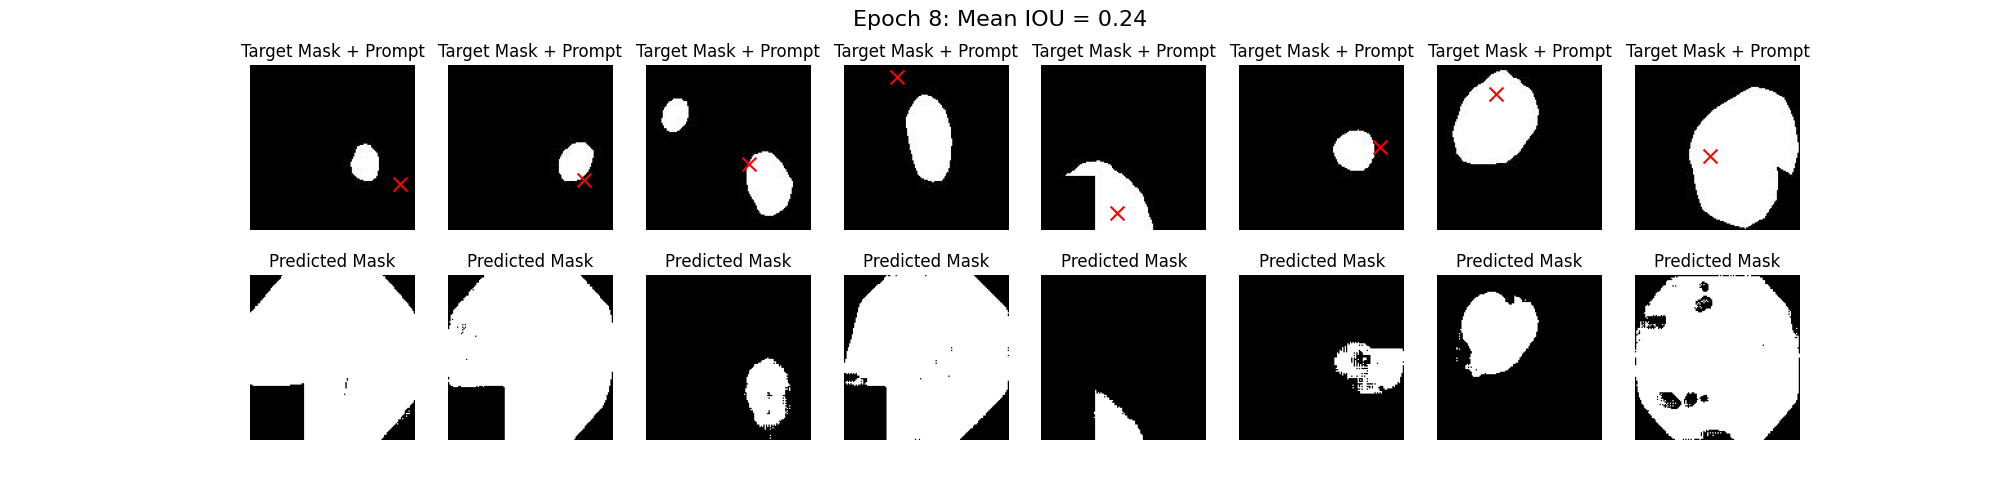 Epoch 8: Mean IOU = 0.24
Target Mask + Prompt Target Mask + Prompt Target Mask + Prompt Target Mask + Prompt Target Mask + Prompt Target Mask + Prompt Target Mask + Prompt Target Mask + Prompt
Predicted Mask Predicted Mask Predicted Mask Predicted Mask Predicted Mask Predicted Mask Predicted Mask Predicted Mask